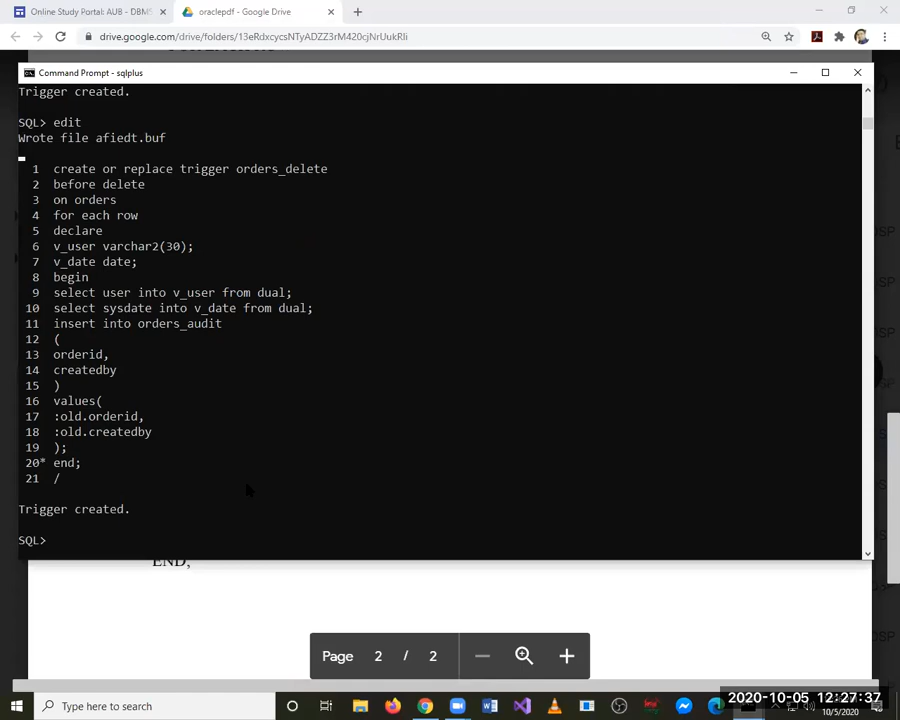 Online Study Portal: AUB - DBMS
oraclepdf - Google Drive
drive.google.com/drive/folders/13eRdxcycsNTyADZZ3rM420cjNrUukRli
Command Prompt - sqlplus
Trigger created.
SQL> edit
Wrote file afiedt.buf
1 create or replace trigger orders_delete
2 before delete
3 on orders
4 for each row
5 declare
6 v_user varchar2(30);
7 v_date date;
8 begin
9 select user into v_user from dual;
10 select sysdate into v_date from dual;
11 insert into orders_audit
12 (
13 orderid,
14 createdby
15 )
16 values(
17 :old.orderid,
18 :old.createdby
19 );
20* end;
21 /
Trigger created.
SQL>
END;
Page 2 / 2
Type here to search
2020-10-05 12:27:37
10/5/2020